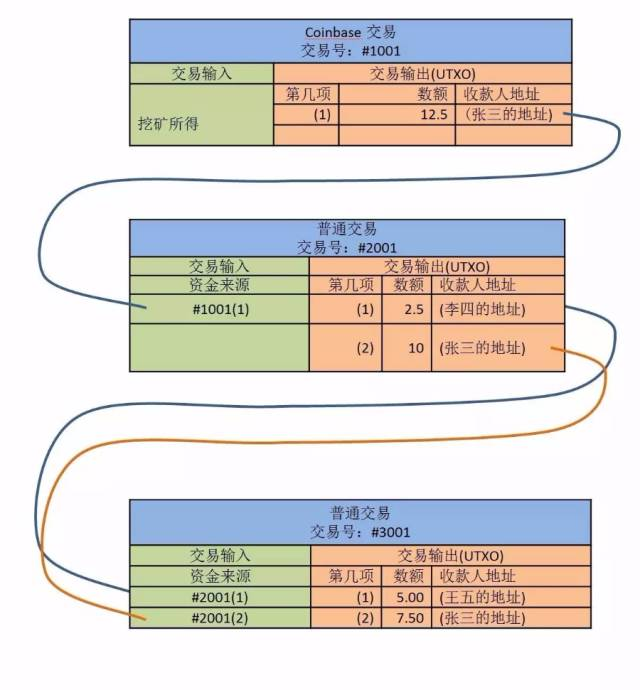 Coinbase 交易
交易号：#1001
交易输入 交易输出(UTXO)
第几项 数额 收款人地址
挖矿所得 (1) 12.5 (张三的地址)
普通交易
交易号：#2001
交易输入 交易输出(UTXO)
资金来源 第几项 数额 收款人地址
#1001(1) (1) 2.5 (李四的地址)
(2) 10 (张三的地址)
普通交易
交易号：#3001
交易输入 交易输出(UTXO)
资金来源 第几项 数额 收款人地址
#2001(1) (1) 5.00 (王五的地址)
#2001(2) (2) 7.50 (张三的地址)